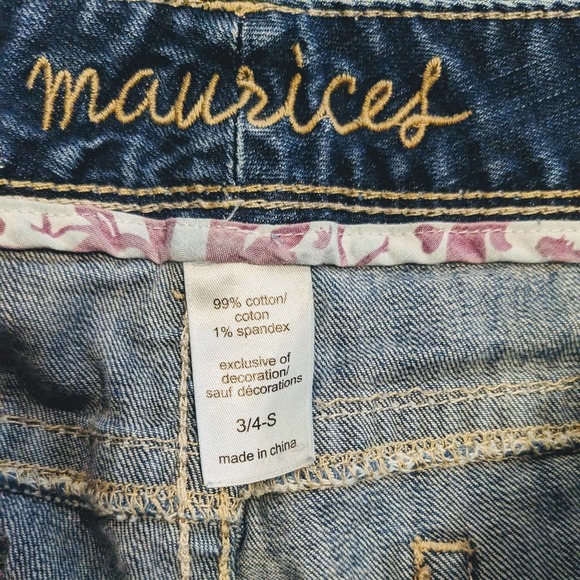 maurices
99% cotton/
coton
1% spandex
exclusive of
decoration/
sauf décorations
3/4-S
made in china